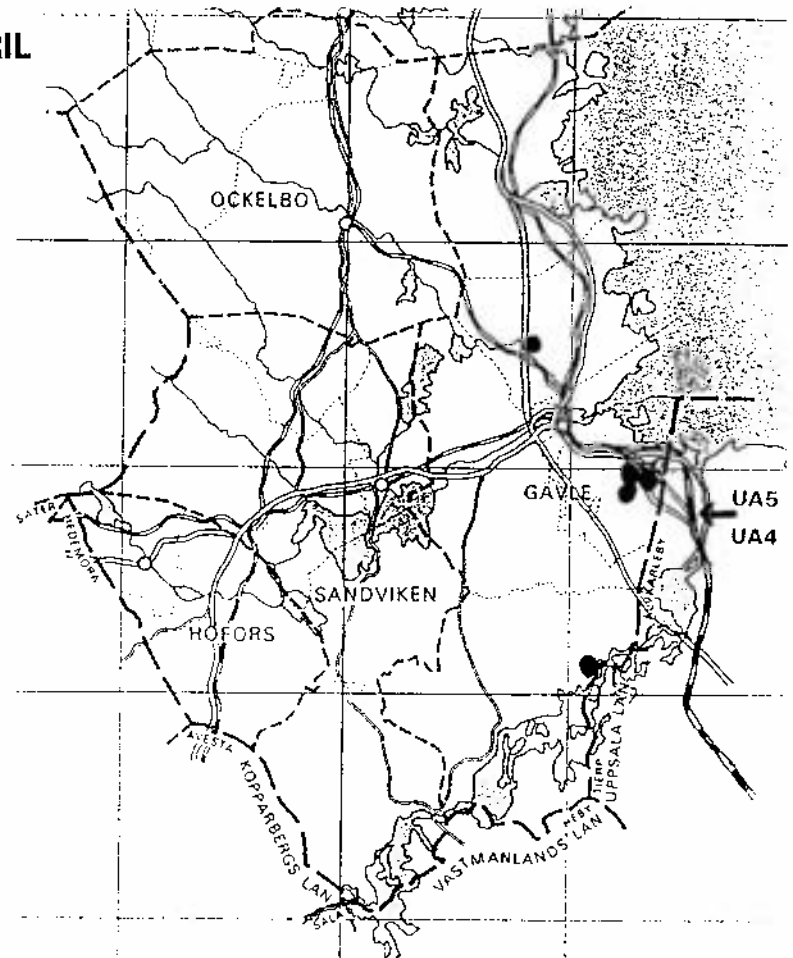 RIL
OCKELBO
GÄVLE
UA5
UA4
SÄTER
HEDEMORA
ÄLVKARLEBY
SANDVIKEN
HOFORS
AVESTA
TIERP
UPPSALA LÄN
KOPPARBERGS LÄN
HEBY
VÄSTMANLANDS LÄN
SALA